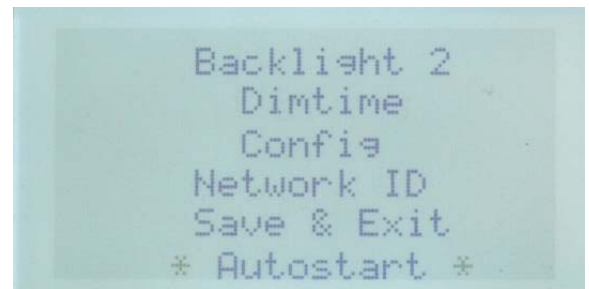 Backlight 2
Dimtime
Config
Network ID
Save & Exit
* Autostart *